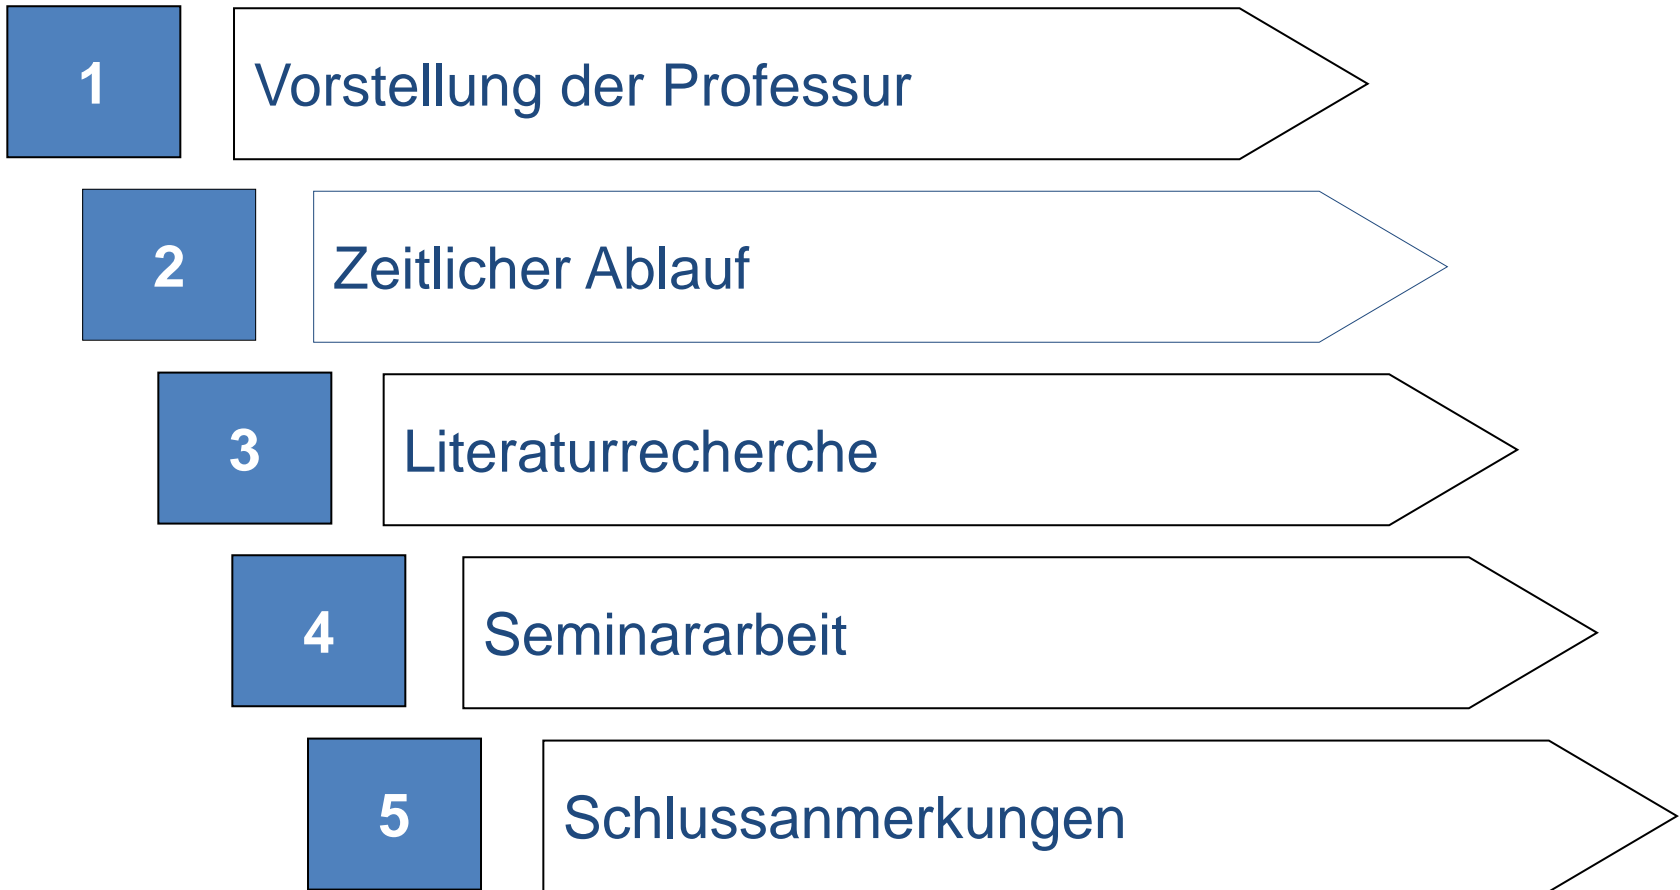 1 Vorstellung der Professur
2 Zeitlicher Ablauf
3 Literaturrecherche
4 Seminararbeit
5 Schlussanmerkungen